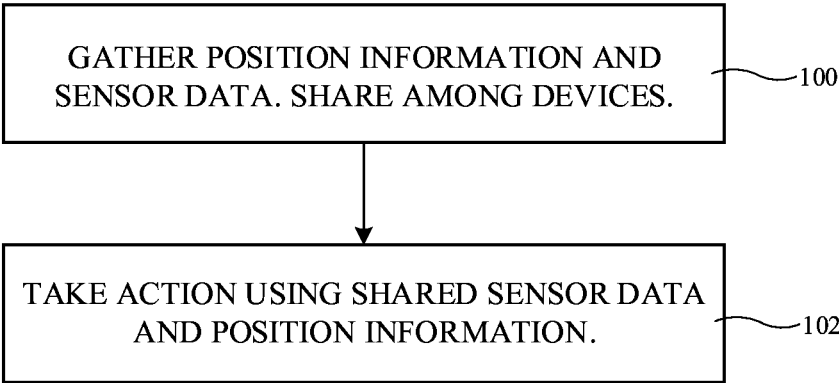 GATHER POSITION INFORMATION AND
SENSOR DATA. SHARE AMONG DEVICES.
100
TAKE ACTION USING SHARED SENSOR DATA
AND POSITION INFORMATION.
102